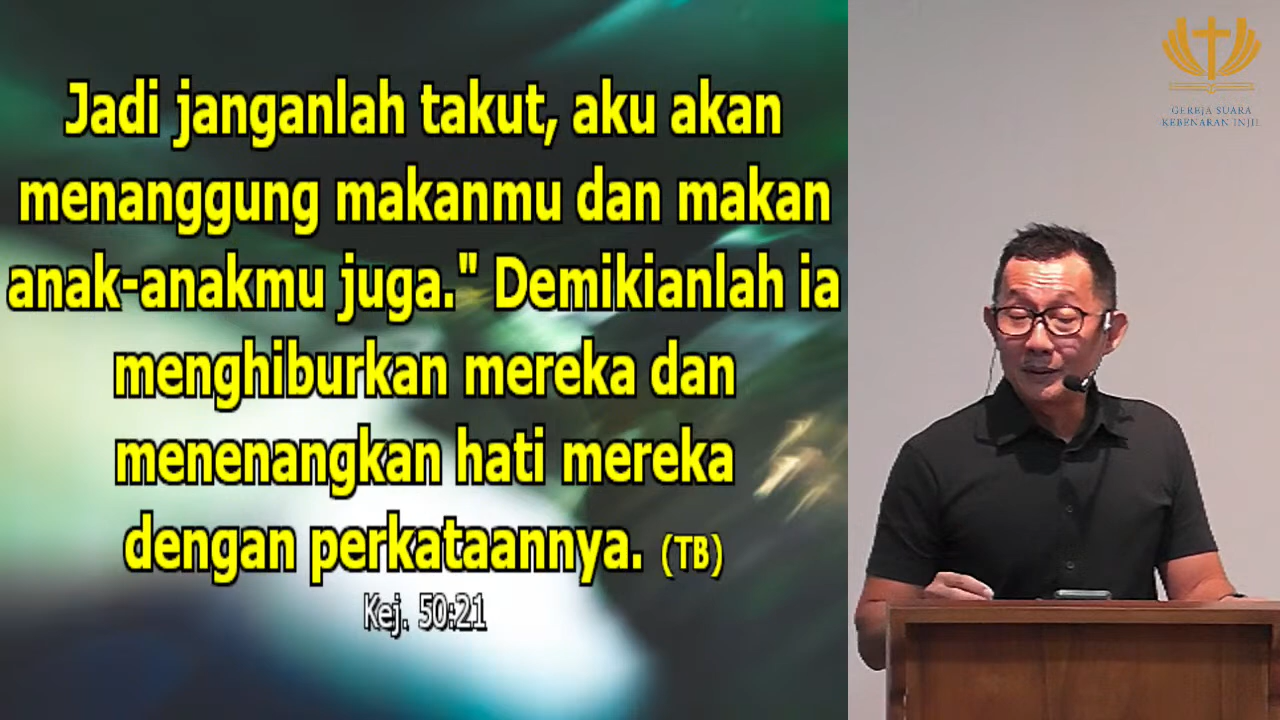 Jadi janganlah takut, aku akan
menanggung makanmu dan makan
anak-anakmu juga." Demikianlah ia
menghiburkan mereka dan
menenangkan hati mereka
dengan perkataannya. (TB)
Kej. 50:21
GEREJA SUARA
KEBENARAN INJIL